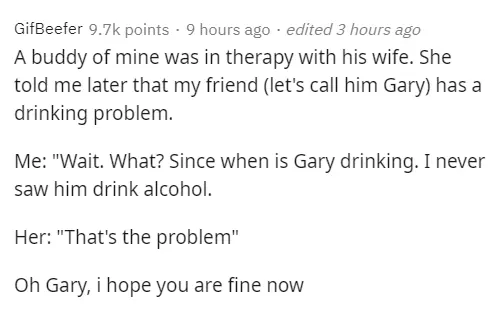 GifBeefer 9.7k points · 9 hours ago · edited 3 hours ago
A buddy of mine was in therapy with his wife. She
told me later that my friend (let's call him Gary) has a
drinking problem.
Me: "Wait. What? Since when is Gary drinking. I never
saw him drink alcohol.
Her: "That's the problem"
Oh Gary, i hope you are fine now